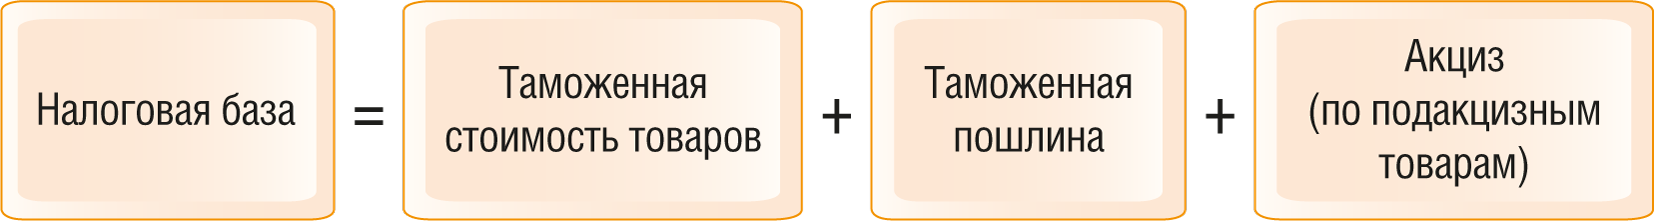 Налоговая база
=
Таможенная
стоимость товаров
+
Таможенная
пошлина
+
Акциз
(по подакцизным
товарам)